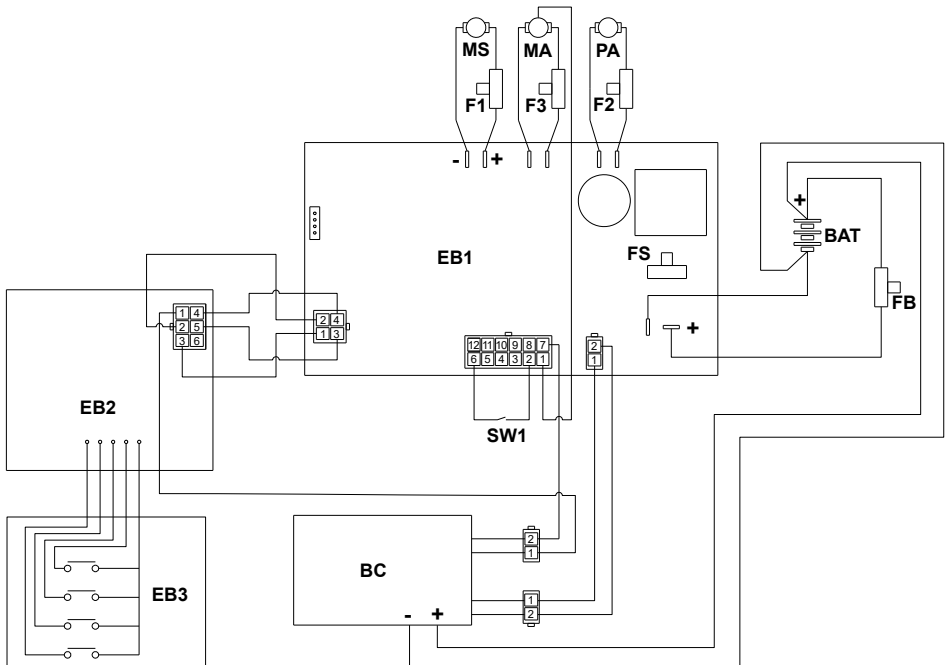 MS
MA
PA
F1
F3
F2
- +
+
BAT
EB1
FS
FB
+
1 4
2 5
3 6
2 4
1 3
12 11 10 9 8 7
6 5 4 3 2 1
2
1
SW1
EB2
EB3
BC
- +
2
1
1
2